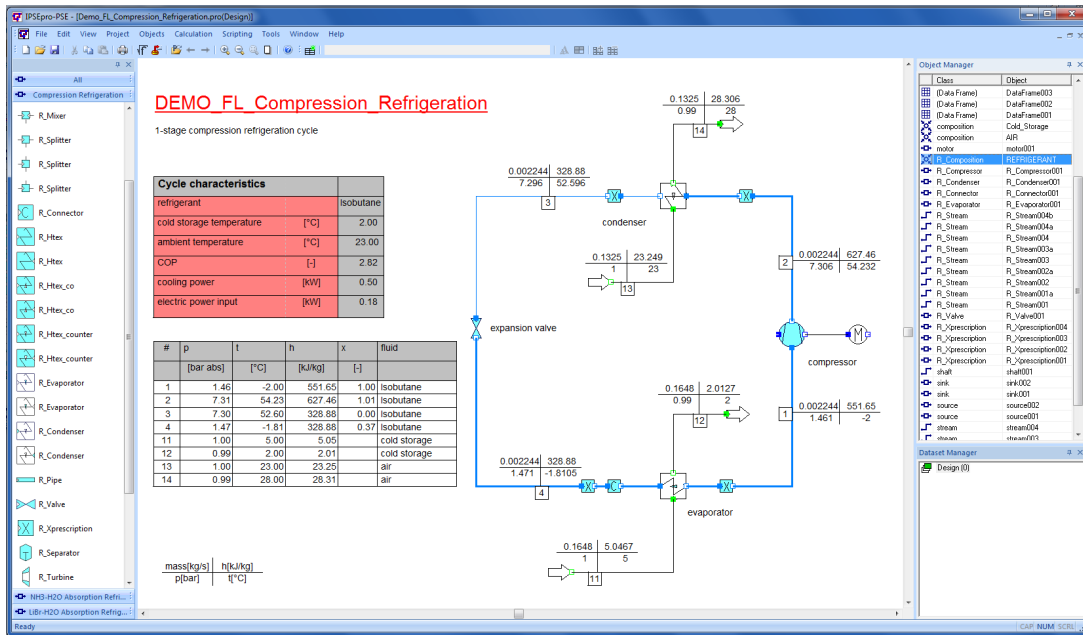 IPSEpro-PSE - [Demo_FL_Compression_Refrigeration.pro(Design)]
File Edit View Project Objects Calculation Scripting Tools Window Help
All
Compression Refrigeration
R_Mixer
R_Splitter
R_Splitter
R_Splitter
R_Connector
R_Htex
R_Htex
R_Htex_co
R_Htex_co
R_Htex_counter
R_Htex_counter
R_Evaporator
R_Evaporator
R_Condenser
R_Condenser
R_Pipe
R_Valve
R_Xprescription
R_Separator
R_Turbine
NH3-H2O Absorption Refri...
LiBr-H2O Absorption Refrig...
DEMO_FL_Compression_Refrigeration
1-stage compression refrigeration cycle
Cycle characteristics
refrigerant Isobutane
cold storage temperature [°C] 2.00
ambient temperature [°C] 23.00
COP [-] 2.82
cooling power [kW] 0.50
electric power input [kW] 0.18
# p t h x fluid
[bar abs] [°C] [kJ/kg] [-]
1 1.46 -2.00 551.65 1.00 Isobutane
2 7.31 54.23 627.46 1.01 Isobutane
3 7.30 52.60 328.88 0.00 Isobutane
4 1.47 -1.81 328.88 0.37 Isobutane
11 1.00 5.00 5.05 cold storage
12 0.99 2.00 2.01 cold storage
13 1.00 23.00 23.25 air
14 0.99 28.00 28.31 air
mass[kg/s] h[kJ/kg]
p[bar] t[°C]
0.1325 28.306
0.99 28
14
0.002244 328.88
7.296 52.596
3
X
X
condenser
0.1325 23.249
1 23
13
0.002244 627.46
2
7.306 54.232
expansion valve
M
compressor
0.1648 2.0127
0.99 2
12
0.002244 551.65
1
1.461 -2
0.002244 328.88
1.471 -1.8105
4
X C X
evaporator
0.1648 5.0467
1 5
11
Object Manager
Class Object
(Data Frame) DataFrame003
(Data Frame) DataFrame002
(Data Frame) DataFrame001
composition Cold_Storage
composition AIR
motor motor001
R_Composition REFRIGERANT
R_Compressor R_Compressor001
R_Condenser R_Condenser001
R_Connector R_Connector001
R_Evaporator R_Evaporator001
R_Stream R_Stream004b
R_Stream R_Stream004a
R_Stream R_Stream004
R_Stream R_Stream003a
R_Stream R_Stream003
R_Stream R_Stream002a
R_Stream R_Stream002
R_Stream R_Stream001a
R_Stream R_Stream001
R_Valve R_Valve001
R_Xprescription R_Xprescription004
R_Xprescription R_Xprescription003
R_Xprescription R_Xprescription002
R_Xprescription R_Xprescription001
shaft shaft001
sink sink002
sink sink001
source source002
source source001
stream stream004
stream stream003
Dataset Manager
Design (0)
Ready
CAP NUM SCRL